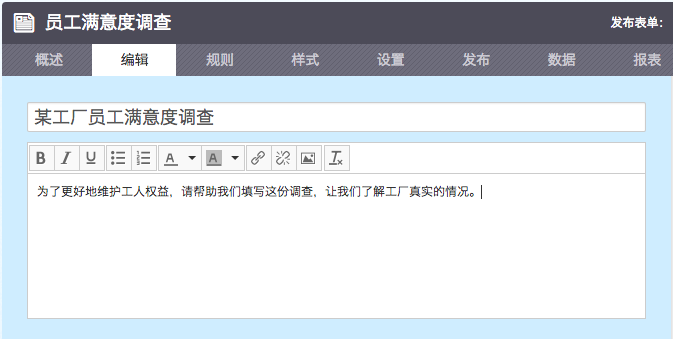 员工满意度调查
发布表单:
概述 编辑 规则 样式 设置 发布 数据 报表
某工厂员工满意度调查
B I U A A
为了更好地维护工人权益，请帮助我们填写这份调查，让我们了解工厂真实的情况。